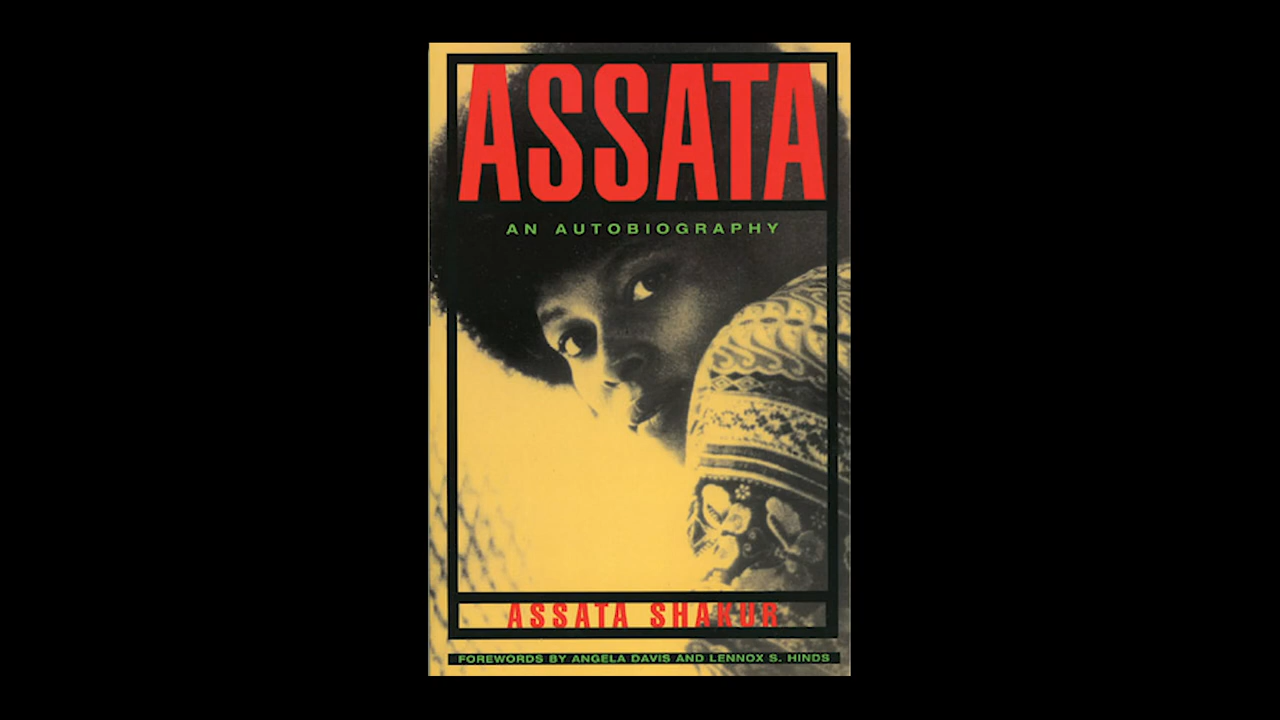 ASSATA
AN AUTOBIOGRAPHY
ASSATA SHAKUR
FOREWORDS BY ANGELA DAVIS AND LENNOX S. HINDS